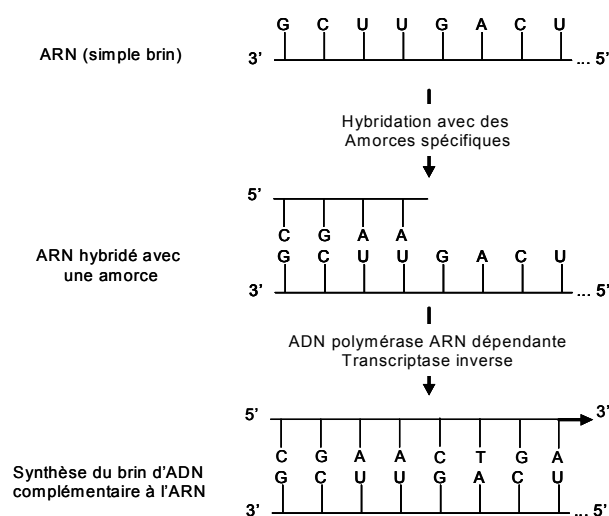 G C U U G A C U
ARN (simple brin)
3' ... 5'
Hybridation avec des
Amorces spécifiques
5'
C G A A
ARN hybridé avec
une amorce
G C U U G A C U
3' ... 5'
ADN polymérase ARN dépendante
Transcriptase inverse
5' 3'
C G A A C T G A
Synthèse du brin d'ADN
complémentaire à l'ARN
G C U U G A C U
3' ... 5'